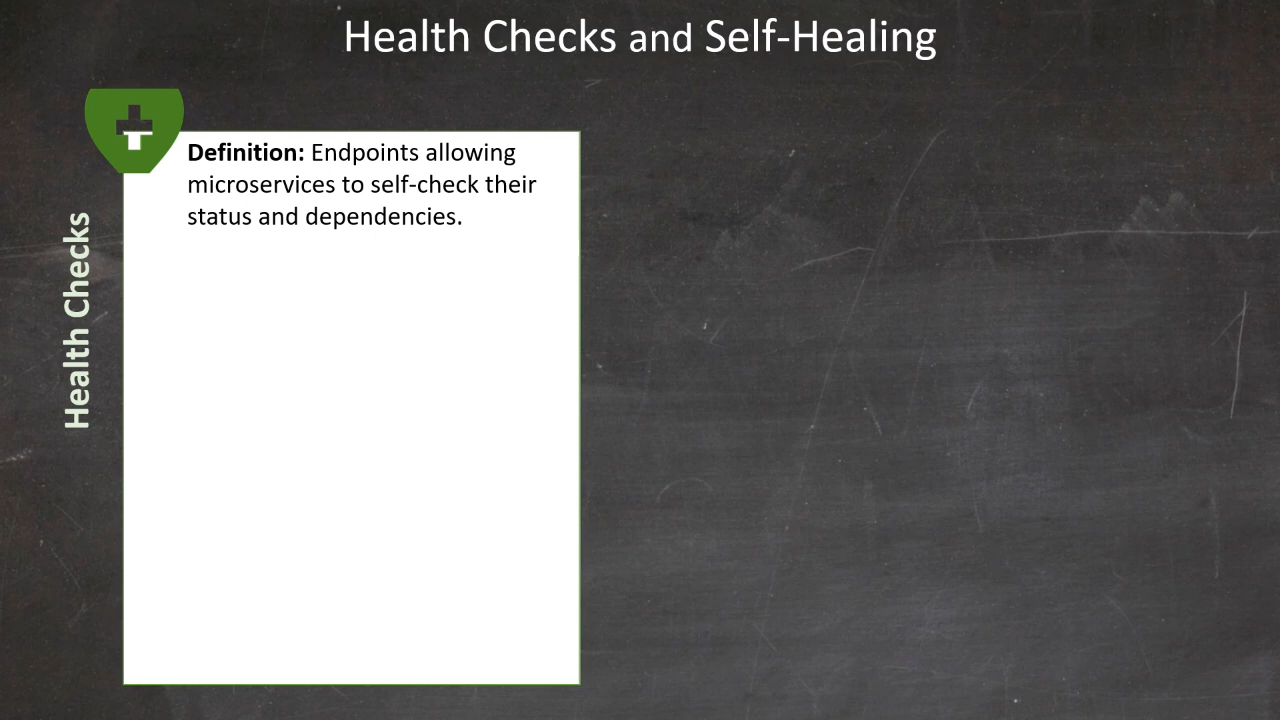 Health Checks and Self-Healing
Health Checks
Definition: Endpoints allowing
microservices to self-check their
status and dependencies.